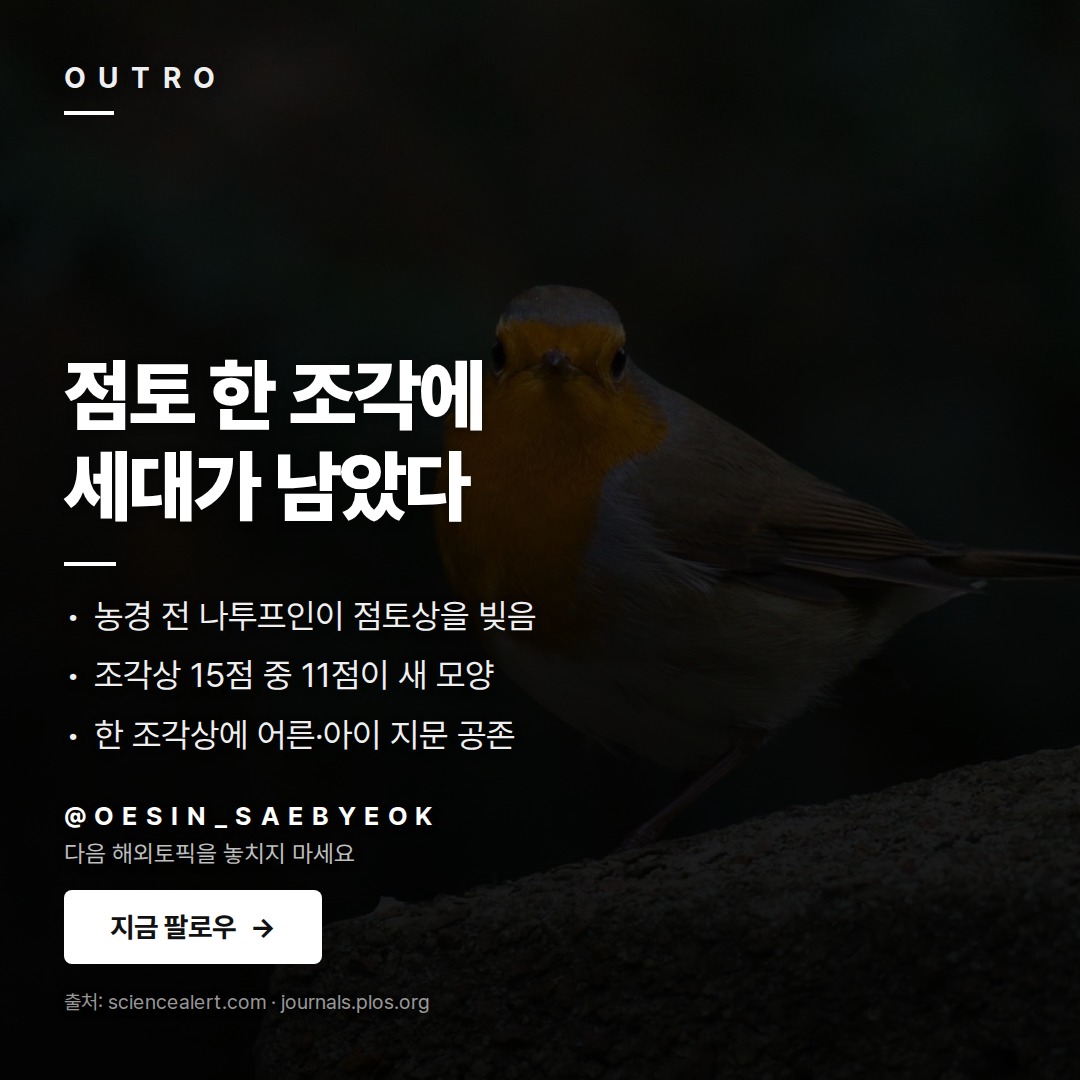 OUTRO
점토 한 조각에
세대가 남았다
• 농경 전 나투프인이 점토상을 빚음
• 조각상 15점 중 11점이 새 모양
• 한 조각상에 어른·아이 지문 공존
@OESIN_SAEBYEOK
다음 해외토픽을 놓치지 마세요
지금 팔로우 →
출처: sciencealert.com · journals.plos.org